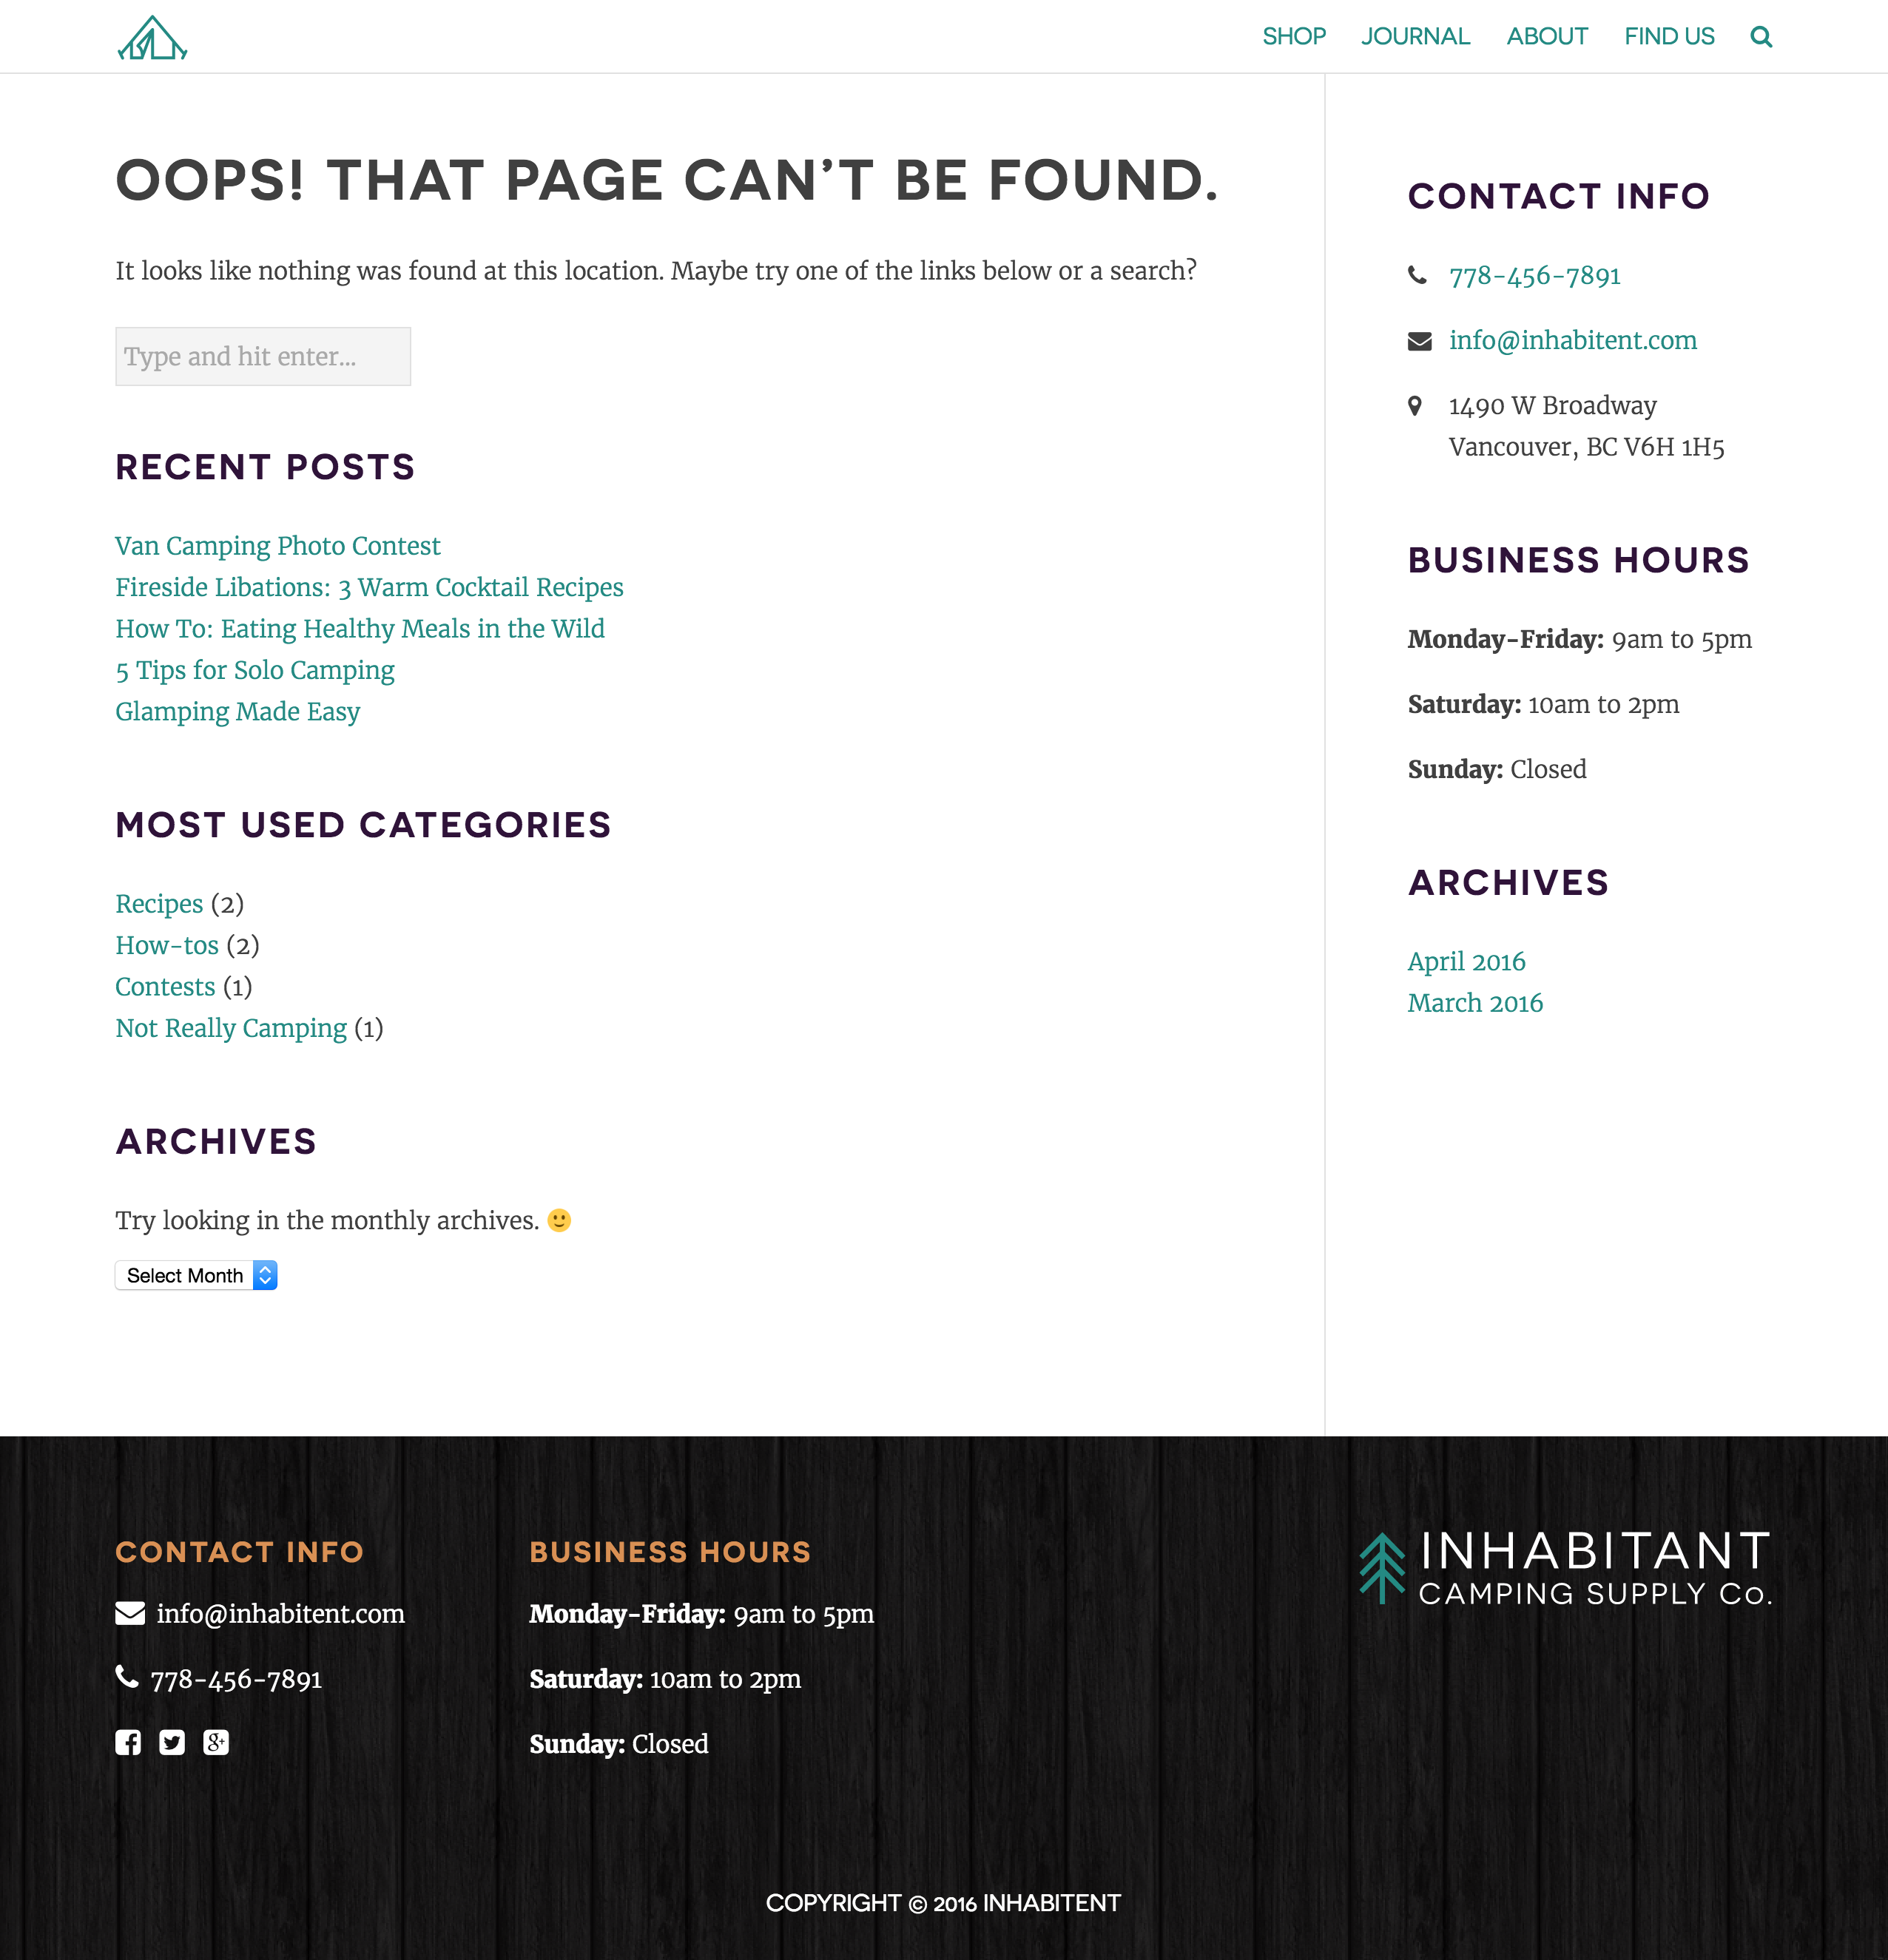 SHOP JOURNAL ABOUT FIND US
OOPS! THAT PAGE CAN’T BE FOUND.
It looks like nothing was found at this location. Maybe try one of the links below or a search?
Type and hit enter...
RECENT POSTS
Van Camping Photo Contest
Fireside Libations: 3 Warm Cocktail Recipes
How To: Eating Healthy Meals in the Wild
5 Tips for Solo Camping
Glamping Made Easy
MOST USED CATEGORIES
Recipes (2)
How-tos (2)
Contests (1)
Not Really Camping (1)
ARCHIVES
Try looking in the monthly archives. 🙂
Select Month
CONTACT INFO
778-456-7891
info@inhabitent.com
1490 W Broadway
Vancouver, BC V6H 1H5
BUSINESS HOURS
Monday-Friday: 9am to 5pm
Saturday: 10am to 2pm
Sunday: Closed
ARCHIVES
April 2016
March 2016
CONTACT INFO
info@inhabitent.com
778-456-7891
BUSINESS HOURS
Monday-Friday: 9am to 5pm
Saturday: 10am to 2pm
Sunday: Closed
INHABITANT
CAMPING SUPPLY Co.
COPYRIGHT © 2016 INHABITENT